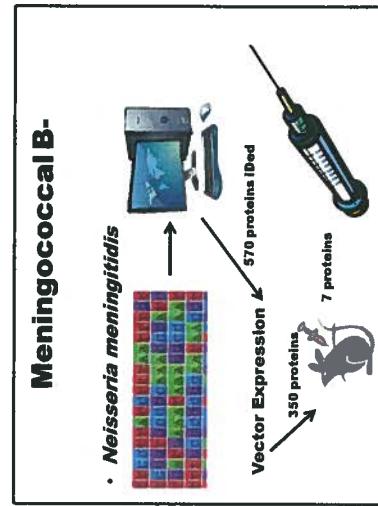 Meningococcal B-
• Neisseria meningitidis
570 proteins IDed
Vector Expression
350 proteins
7 proteins